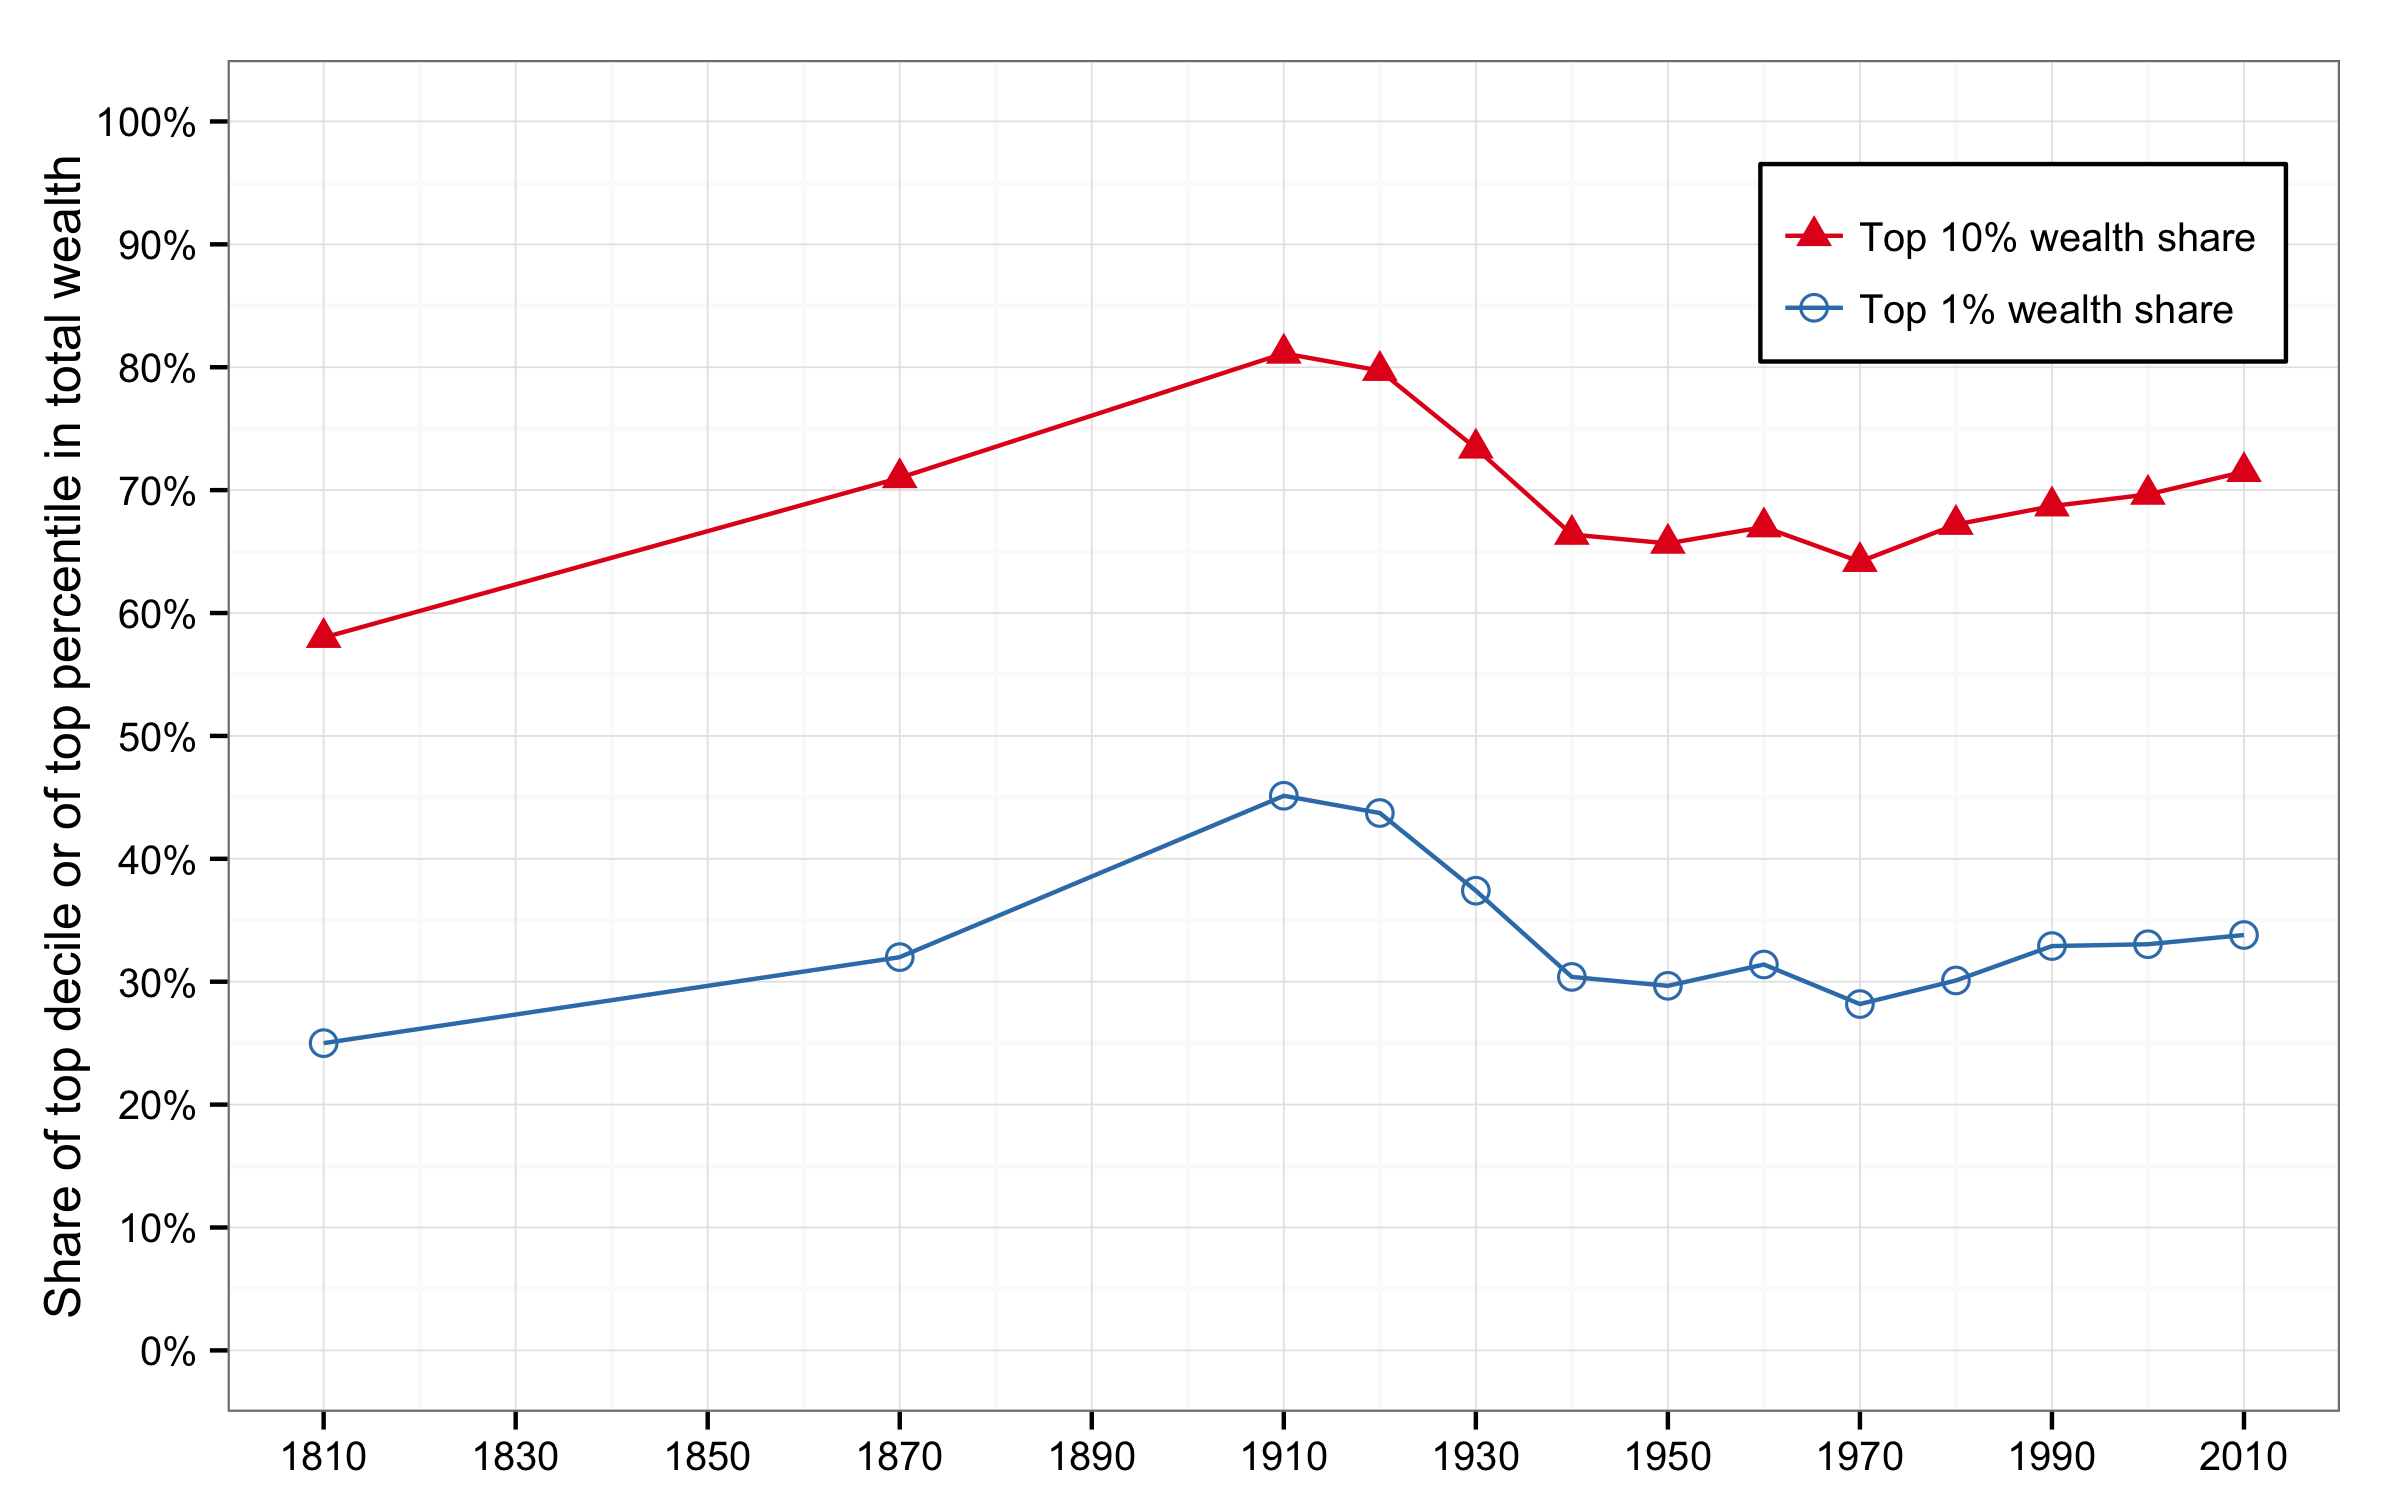 Share of top decile or of top percentile in total wealth
100%
90%
80%
70%
60%
50%
40%
30%
20%
10%
0%
Top 10% wealth share
Top 1% wealth share
1810 1830 1850 1870 1890 1910 1930 1950 1970 1990 2010